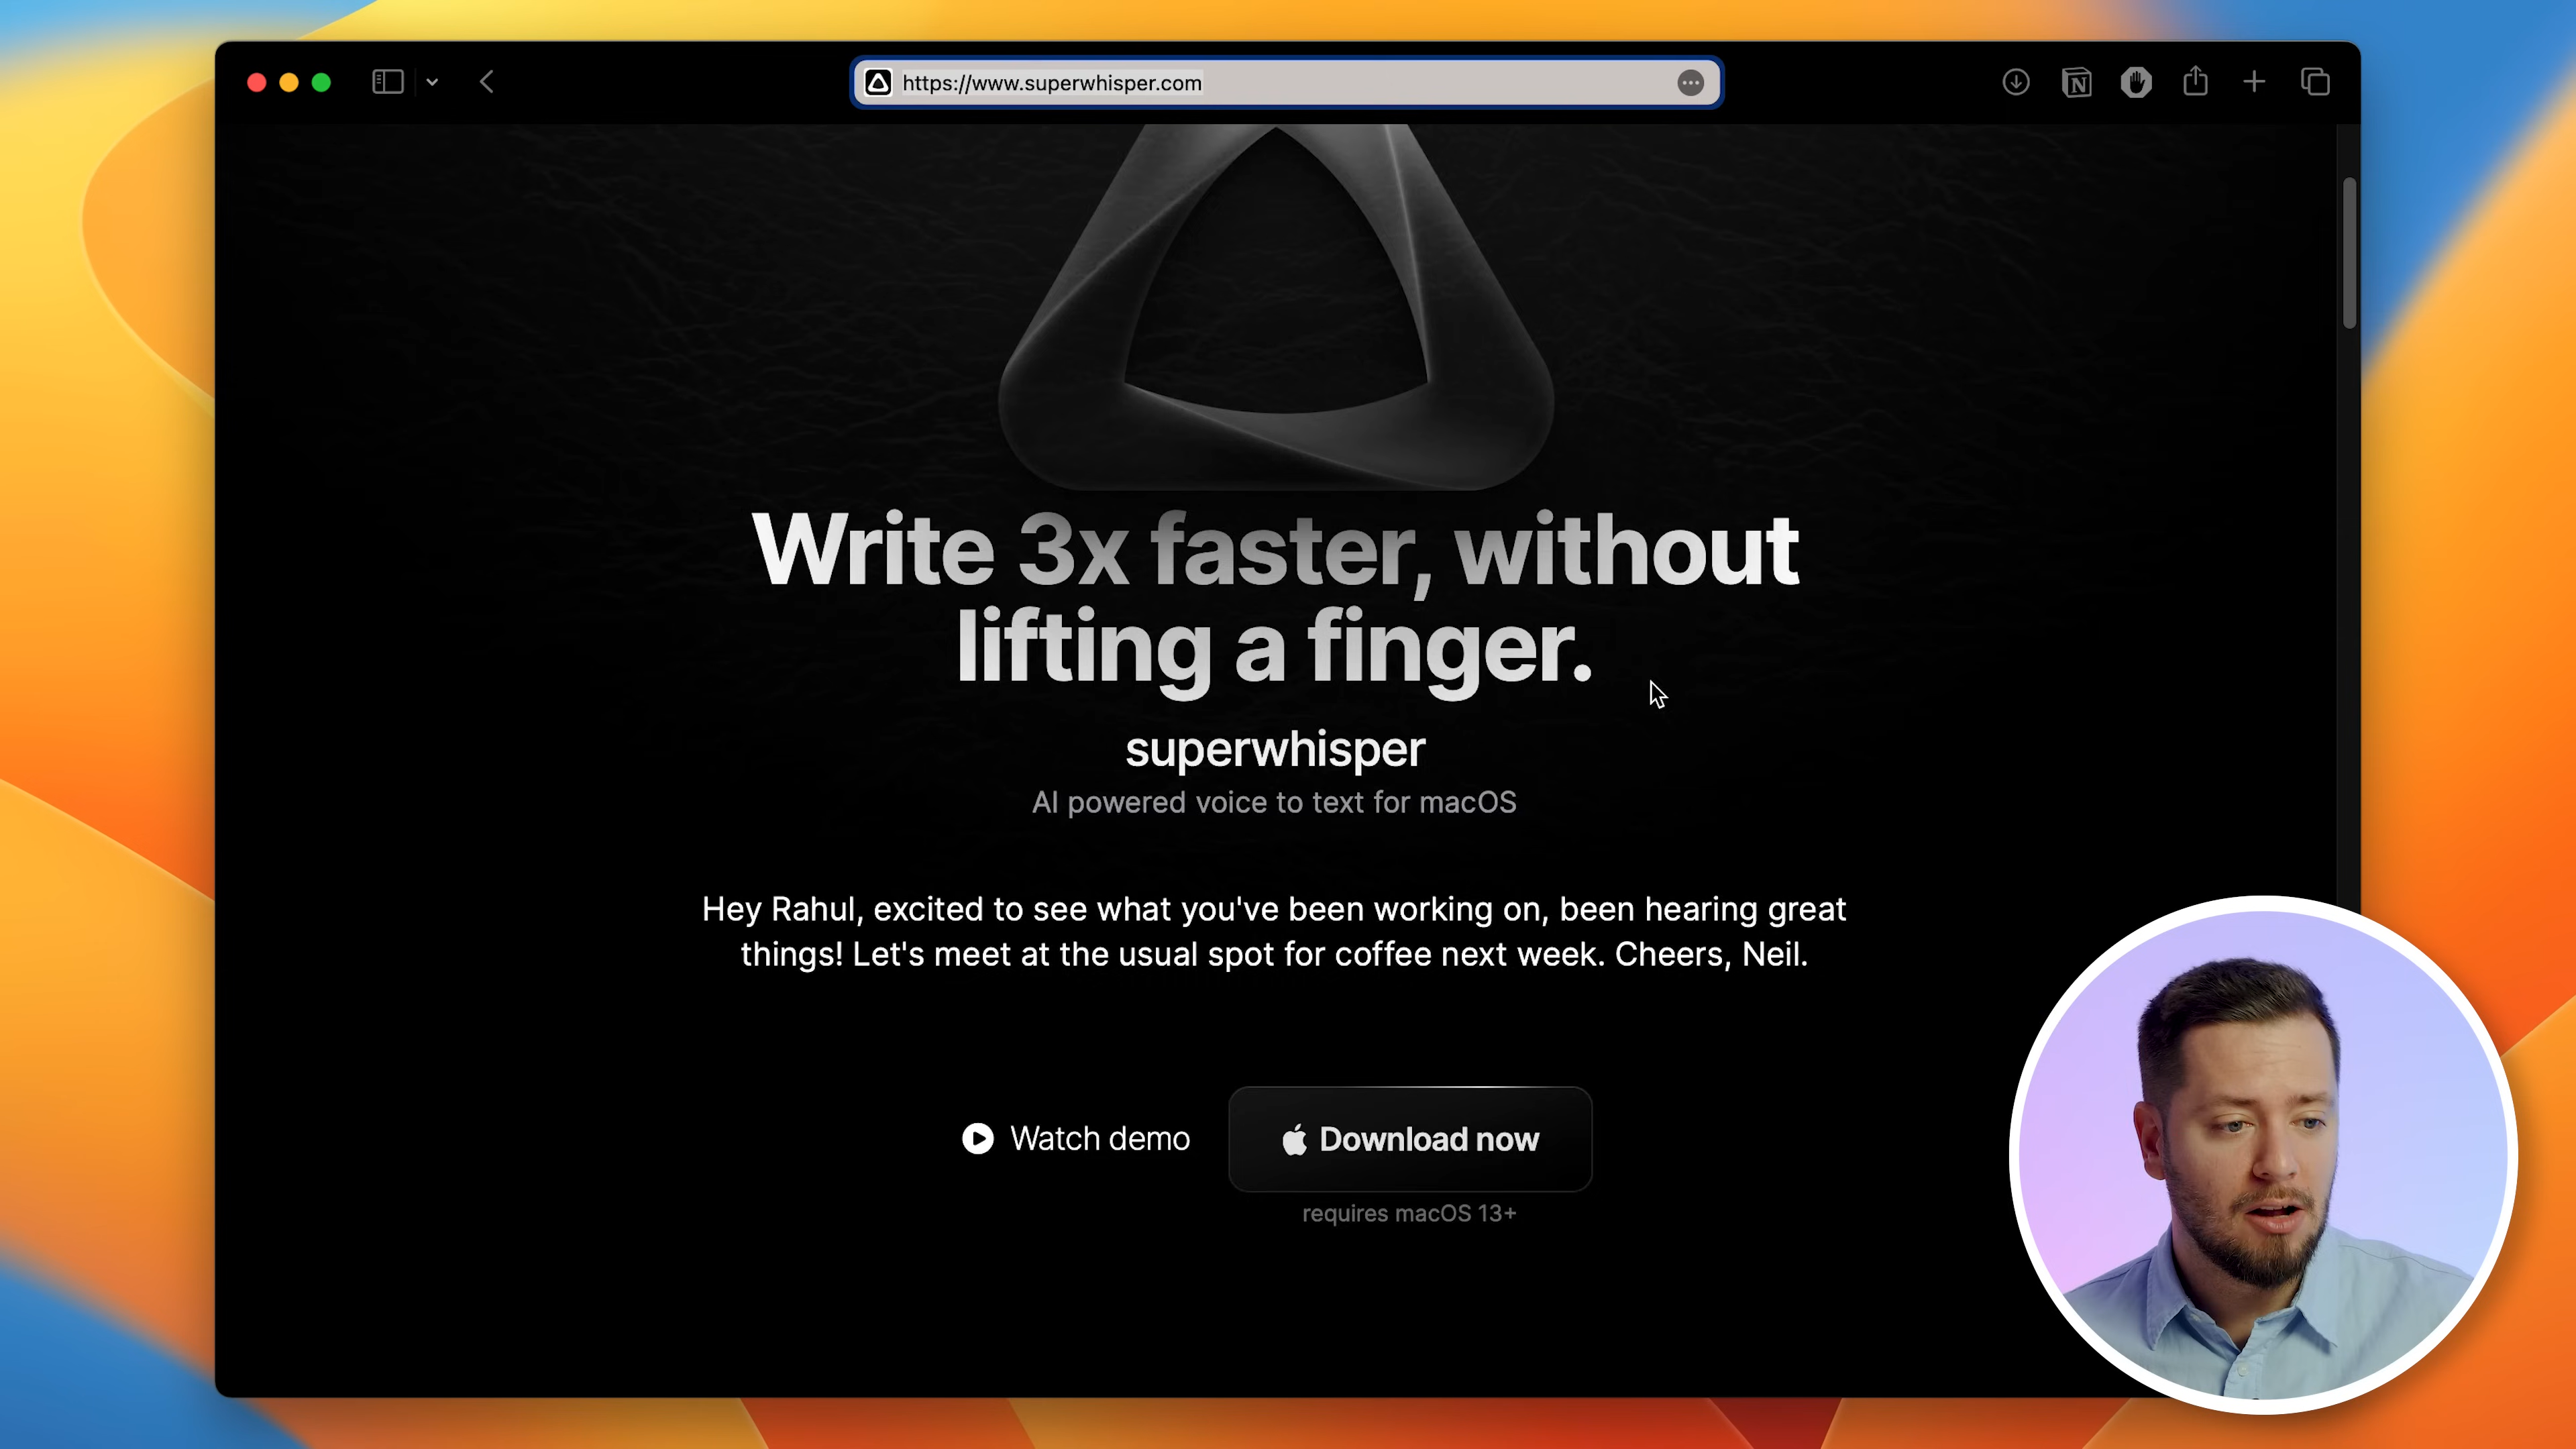 https://www.superwhisper.com
Write 3x faster, without
lifting a finger.
superwhisper
AI powered voice to text for macOS
Hey Rahul, excited to see what you've been working on, been hearing great
things! Let's meet at the usual spot for coffee next week. Cheers, Neil.
Watch demo
Download now
requires macOS 13+